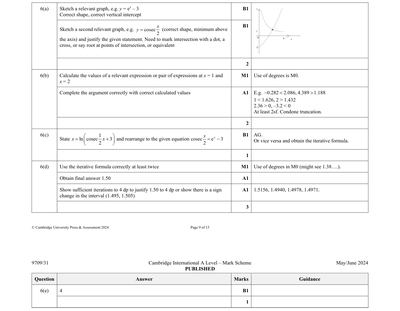 6(a) Sketch a relevant graph, e.g. y = eˣ – 3 B1
Correct shape, correct vertical intercept
Sketch a second relevant graph, e.g. y = cosec x/2 (correct shape, minimum above B1
the axis) and justify the given statement. Need to mark intersection with a dot, a
cross, or say root at points of intersection, or equivalent
2
6(b) Calculate the values of a relevant expression or pair of expressions at x = 1 and M1 Use of degrees is M0.
x = 2
Complete the argument correctly with correct calculated values A1 E.g. –0.282 < 2.086, 4.389 > 1.188
1 < 1.626, 2 > 1.432
2.36 > 0, –3.2 < 0
At least 2sf. Condone truncation.
2
6(c) State x = ln(cosec 1/2 x + 3) and rearrange to the given equation cosec x/2 = eˣ – 3 B1 AG.
Or vice versa and obtain the iterative formula.
1
6(d) Use the iterative formula correctly at least twice M1 Use of degrees is M0 (might see 1.38….).
Obtain final answer 1.50 A1
Show sufficient iterations to 4 dp to justify 1.50 to 2 dp or show there is a sign A1 1.5156, 1.4940, 1.4978, 1.4971.
change in the interval (1.495, 1.505)
3
© Cambridge University Press & Assessment 2024 Page 9 of 15
9709/31 Cambridge International A Level – Mark Scheme May/June 2024
PUBLISHED
Question Answer Marks Guidance
6(e) 4 B1
1